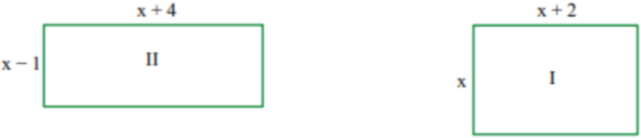 x + 4
x − 1
II
x + 2
x
I